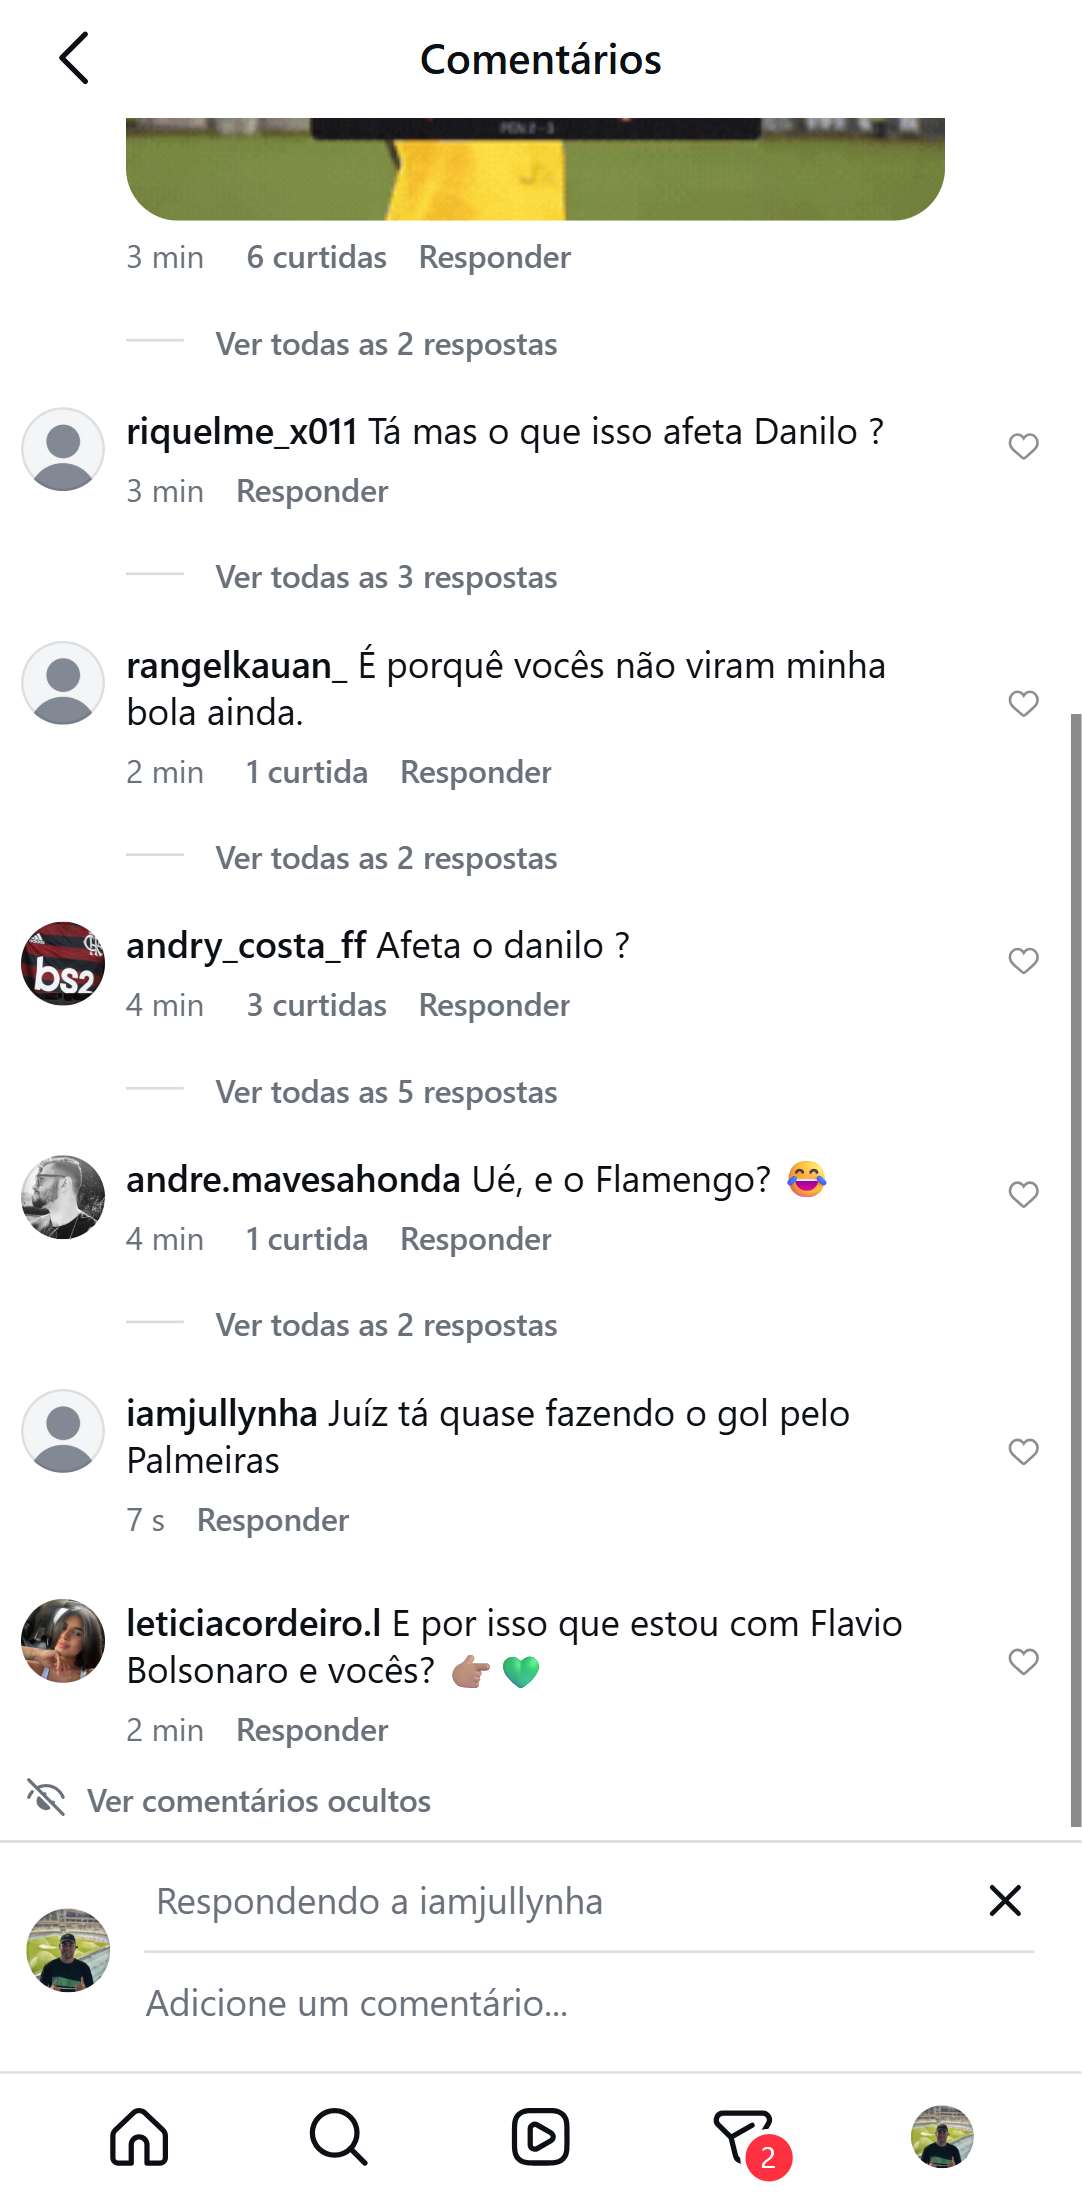 Comentários
PEN: 2 - 3
3 min 6 curtidas Responder
Ver todas as 2 respostas
riquelme_x011 Tá mas o que isso afeta Danilo ?
3 min Responder
Ver todas as 3 respostas
rangelkauan_ É porquê vocês não viram minha
bola ainda.
2 min 1 curtida Responder
Ver todas as 2 respostas
bs2
andry_costa_ff Afeta o danilo ?
4 min 3 curtidas Responder
Ver todas as 5 respostas
andre.mavesahonda Ué, e o Flamengo? 😂
4 min 1 curtida Responder
Ver todas as 2 respostas
iamjullynha Juíz tá quase fazendo o gol pelo
Palmeiras
7 s Responder
leticiacordeiro.l E por isso que estou com Flavio
Bolsonaro e vocês? 👉🏽 💚
2 min Responder
Ver comentários ocultos
Respondendo a iamjullynha
Adicione um comentário...
2